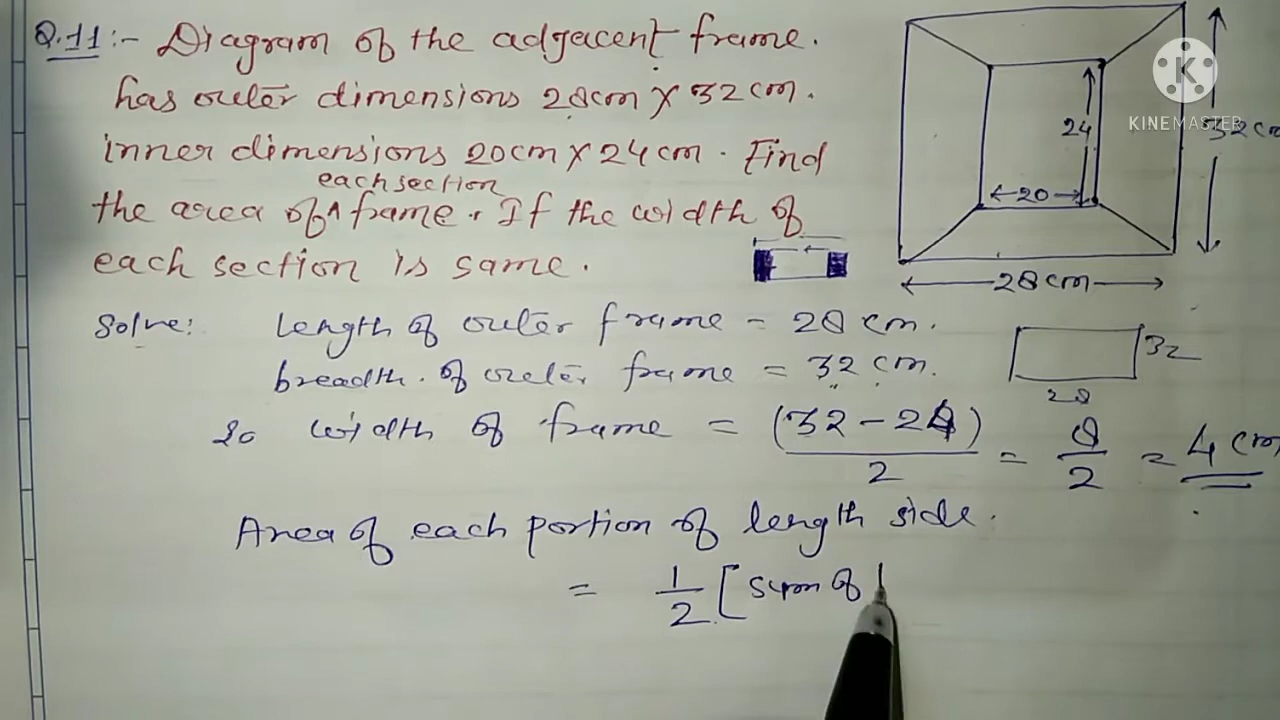 Q.11:- Diagram of the adjacent frame.
has outer dimensions 28cm × 32cm.
inner dimensions 20cm × 24cm. Find
each section
the area of ^ frame. If the width of
each section is same.
24
32 cm
20
28cm
K
KINEMASTER
Solve: Length of outer frame = 28 cm.
breadth. of outer frame = 32 cm.
32
28
So width of frame = (32-24)/2 = 8/2 = 4 cm
Area of each portion of length side.
= 1/2 [sum of